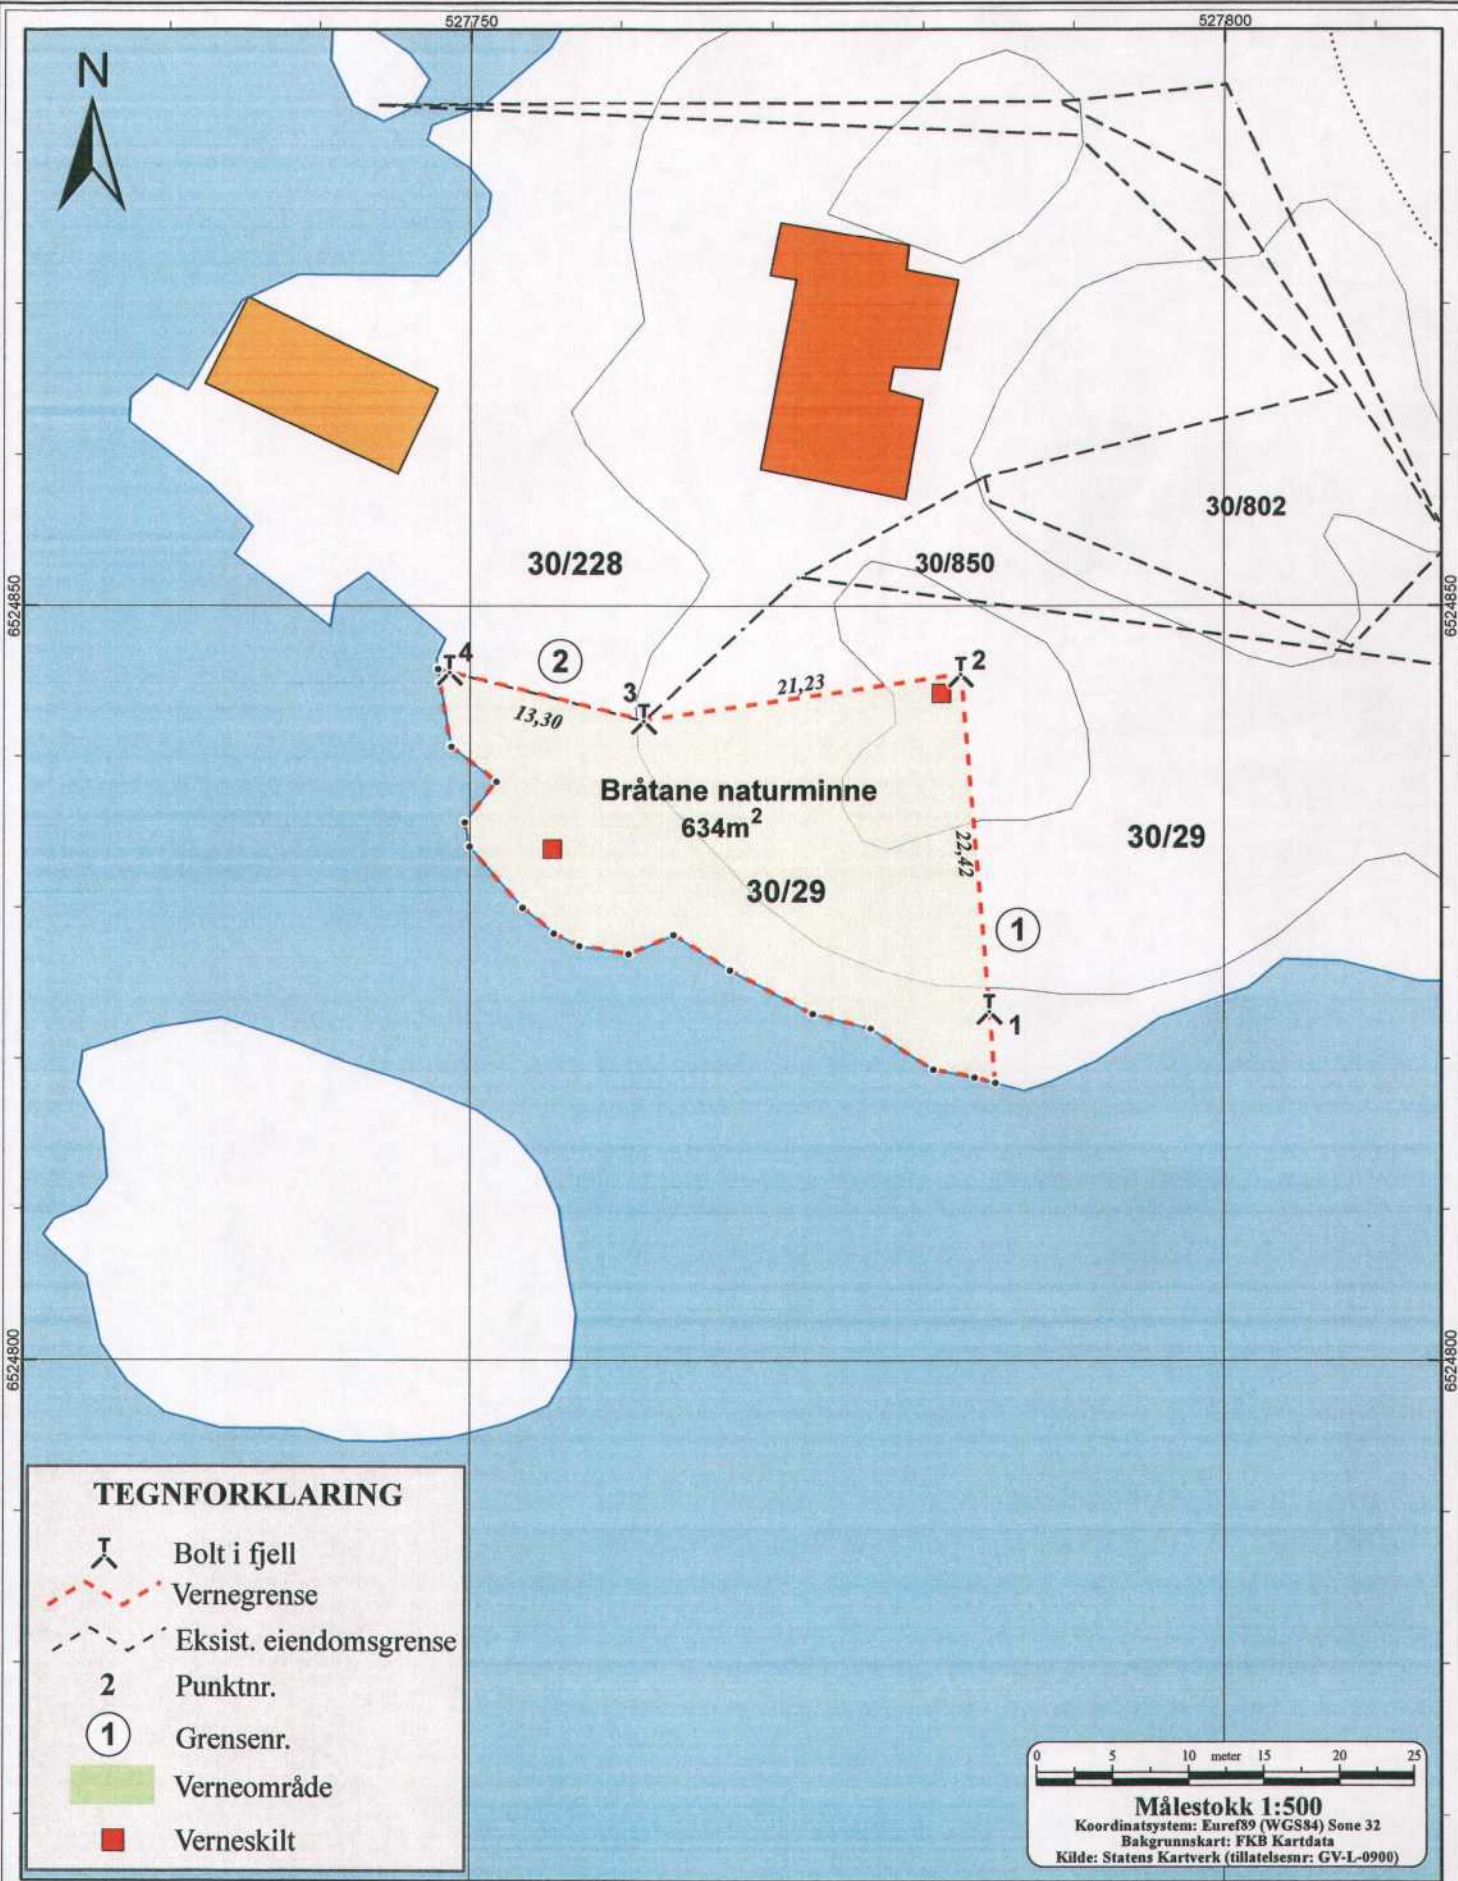 527750
527800
N
30/802
30/228
30/850
6524850
6524850
4
2
2
3
21,23
13,30
Bråtane naturminne
634m²
22,42
30/29
30/29
1
1
6524800
6524800
TEGNFORKLARING
Bolt i fjell
Vernegrense
Eksist. eiendomsgrense
2 Punktnr.
1 Grensenr.
Verneområde
Verneskilt
0 5 10 meter 15 20 25
Målestokk 1:500
Koordinatsystem: Euref89 (WGS84) Sone 32
Bakgrunnskart: FKB Kartdata
Kilde: Statens Kartverk (tillatelsesnr: GV-L-0900)